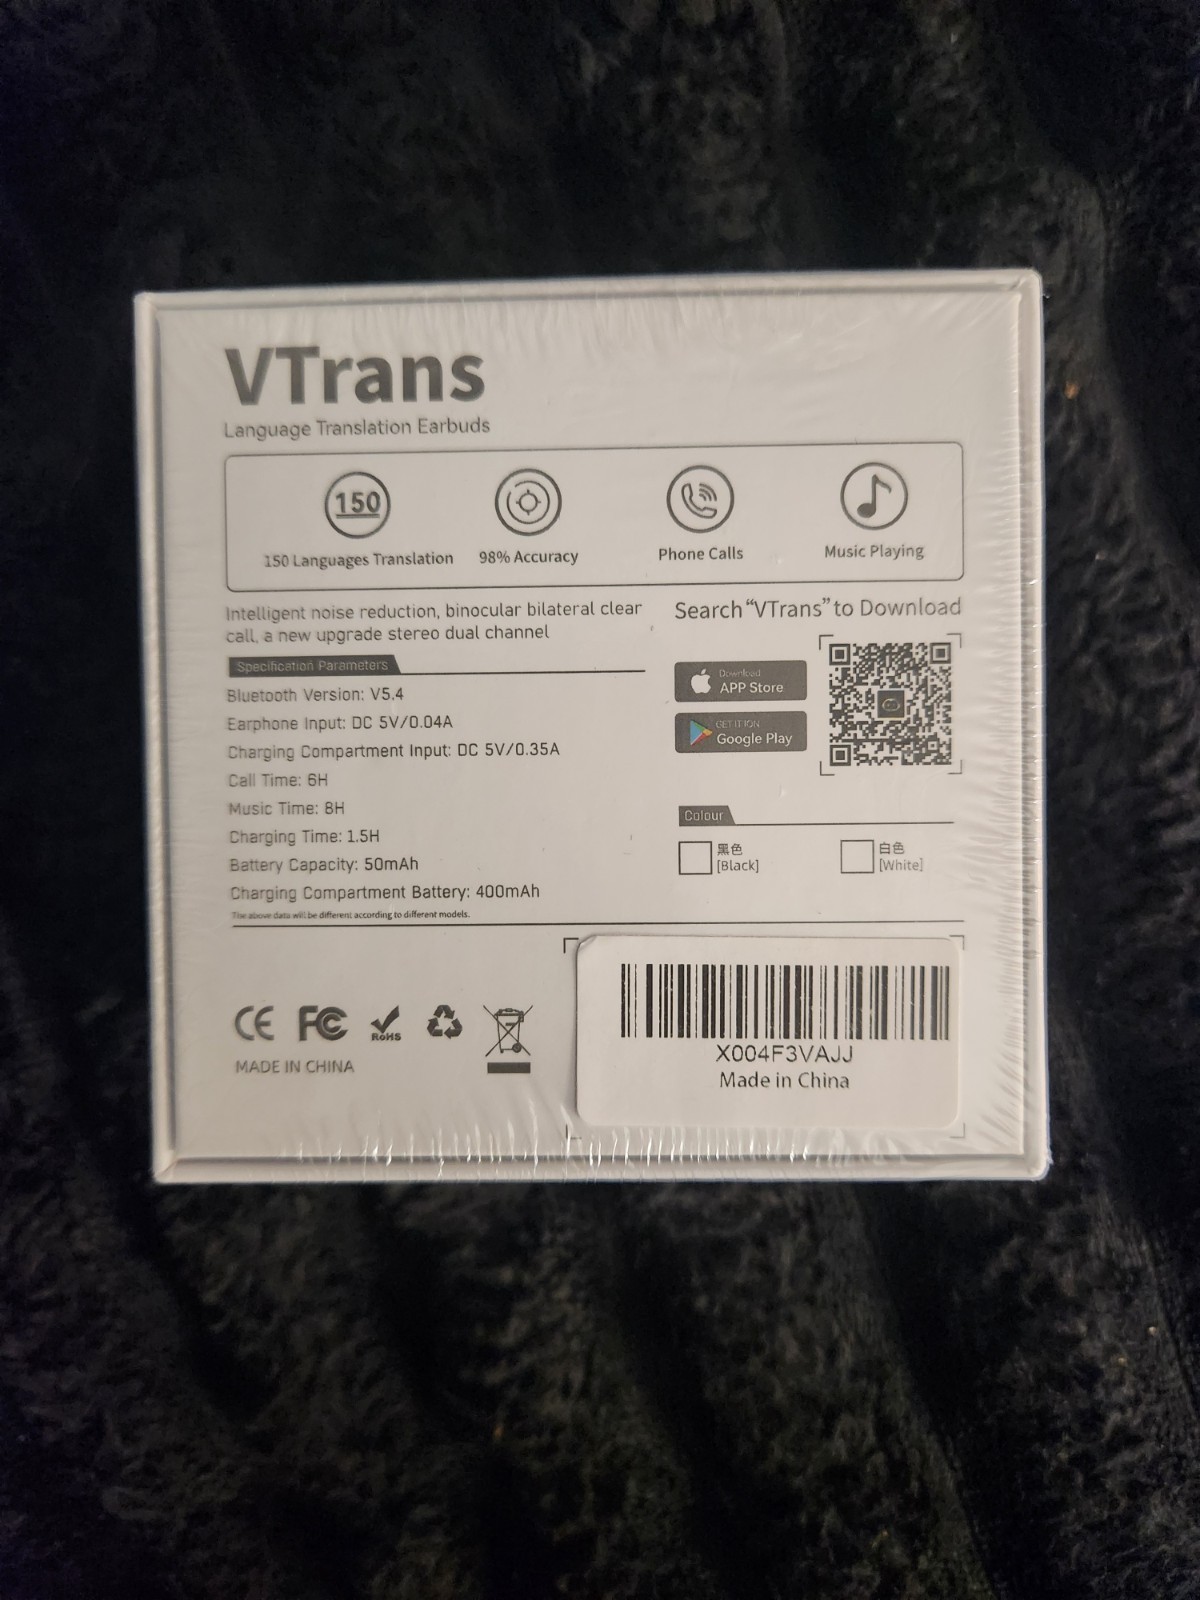 VTrans
Language Translation Earbuds
150
150 Languages Translation
98% Accuracy
Phone Calls
Music Playing
Intelligent noise reduction, binocular bilateral clear
call, a new upgrade stereo dual channel
Specification Parameters
Bluetooth Version: V5.4
Earphone Input: DC 5V/0.04A
Charging Compartment Input: DC 5V/0.35A
Call Time: 6H
Music Time: 8H
Charging Time: 1.5H
Battery Capacity: 50mAh
Charging Compartment Battery: 400mAh
The above data will be different according to different models.
Search "VTrans" to Download
Download
APP Store
GET IT ON
Google Play
Colour
黑色
[Black]
白色
[White]
CE FC RoHS
MADE IN CHINA
X004F3VAJJ
Made in China